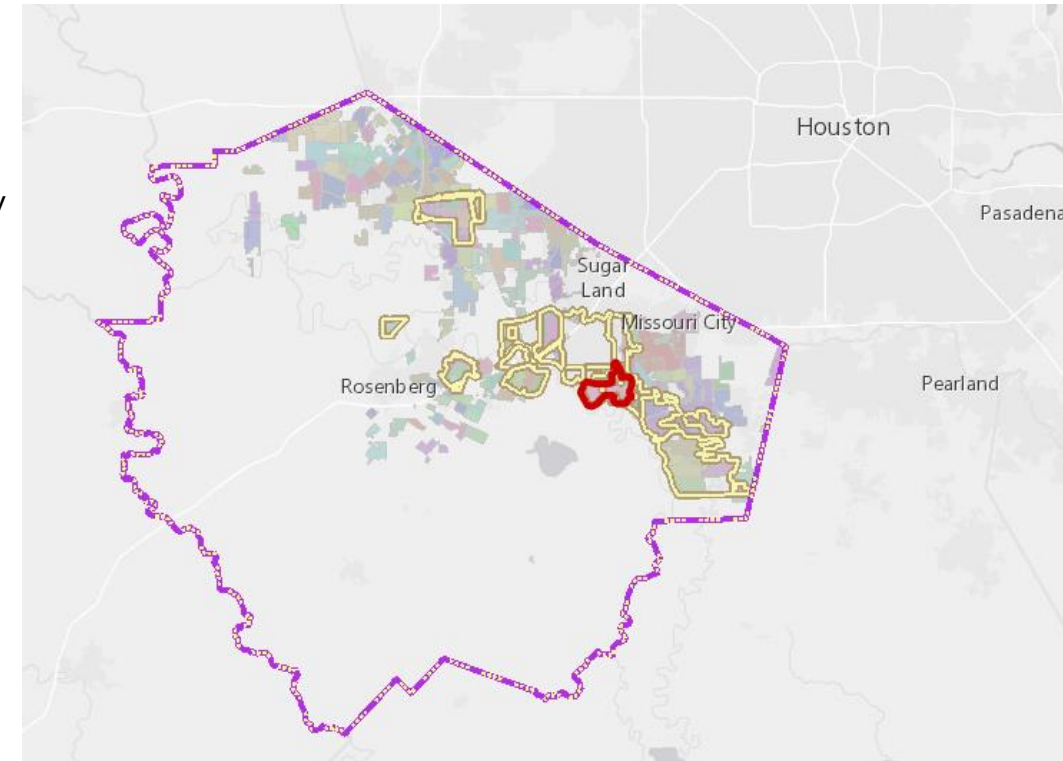 y
Houston
Pasadena
Sugar
Land
Missouri City
Rosenberg
Pearland